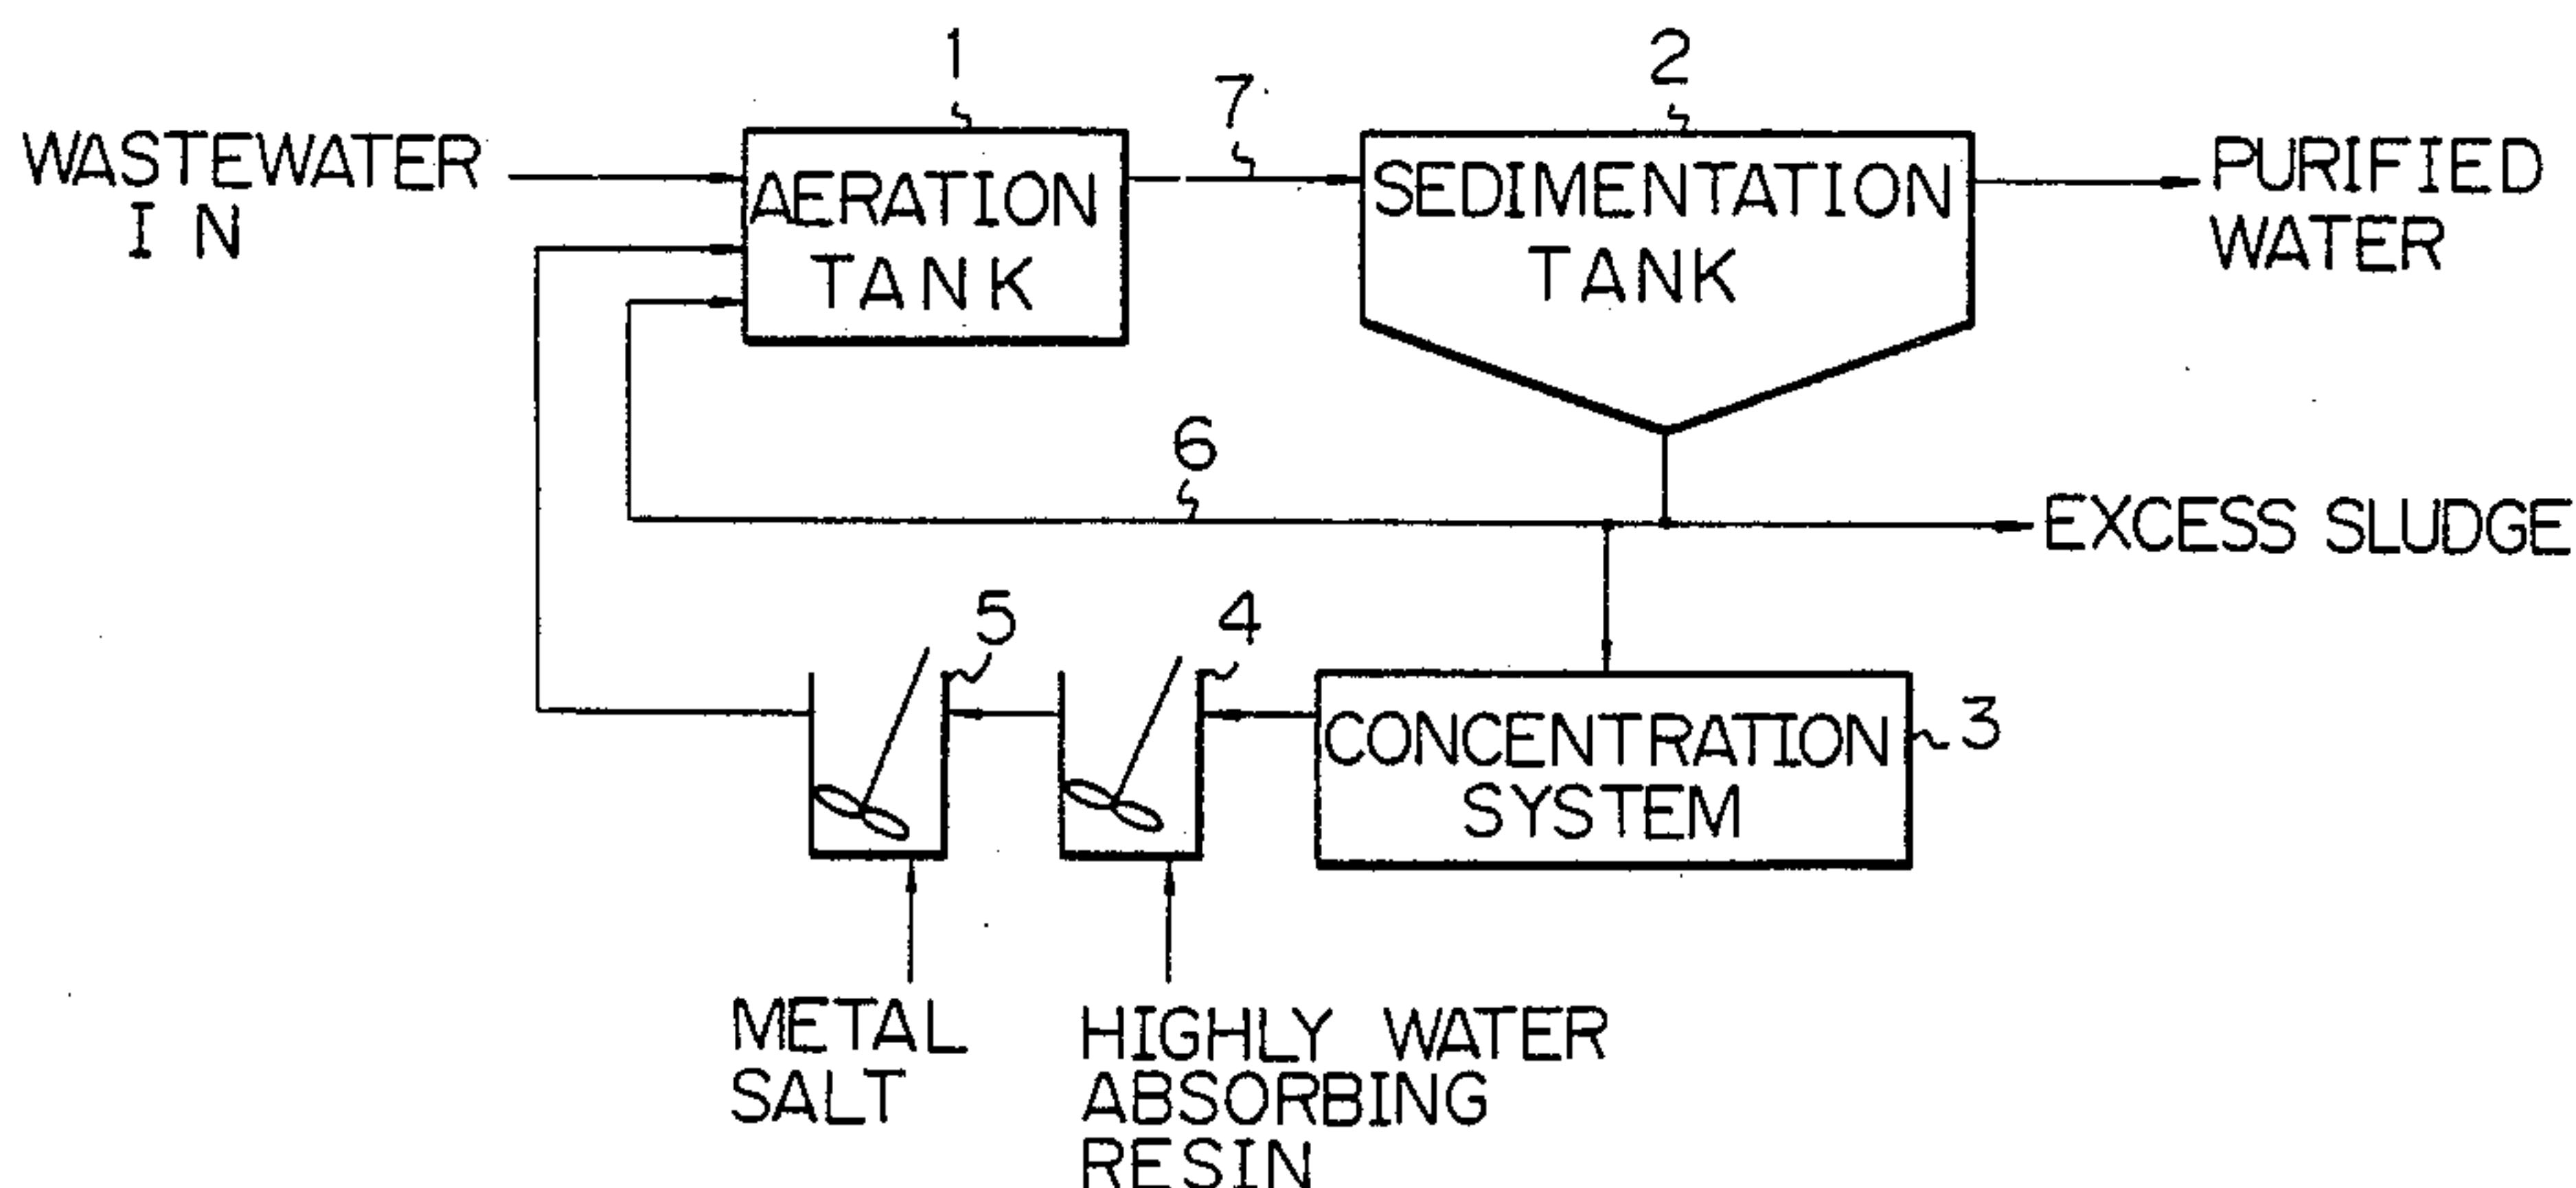 1
2
7
WASTEWATER
IN
AERATION
TANK
SEDIMENTATION
TANK
PURIFIED
WATER
6
EXCESS SLUDGE
5
4
CONCENTRATION
SYSTEM
3
METAL
SALT
HIGHLY WATER
ABSORBING
RESIN